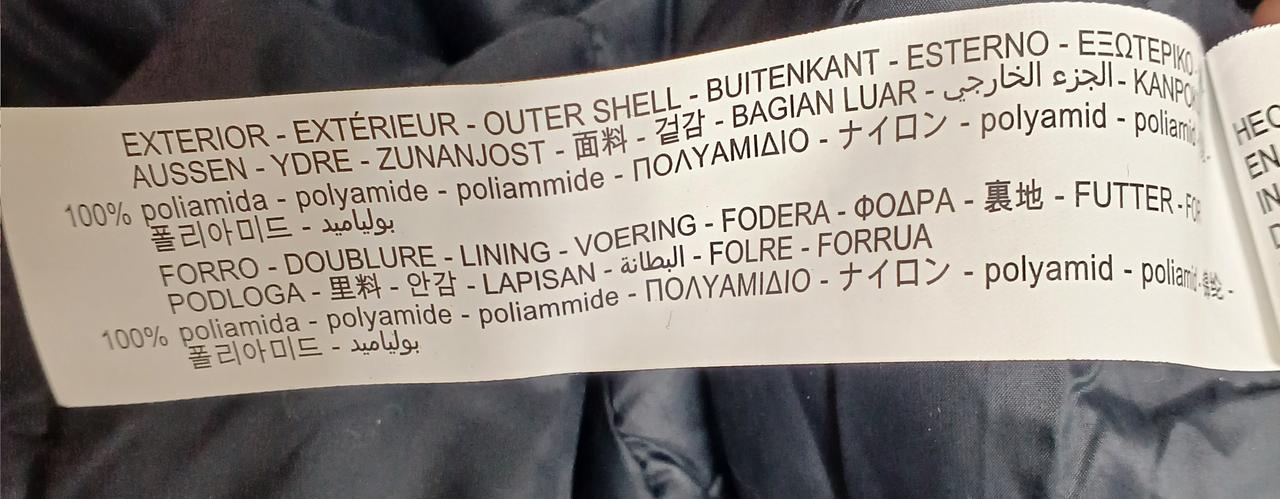 EXTERIOR - EXTÉRIEUR - OUTER SHELL - BUITENKANT - ESTERNO - ΕΞΩΤΕΡΙΚΟ
AUSSEN - YDRE - ZUNANJOST - 面料 - 겉감 - BAGIAN LUAR - الجزء الخارجي - KANPO
100% poliamida - polyamide - poliammide - ΠΟΛΥΑΜΙΔΙΟ - ナイロン - polyamid - poliamid -
폴리아미드 - بولياميد
FORRO - DOUBLURE - LINING - VOERING - FODERA - ΦΟΔΡΑ - 裏地 - FUTTER -
PODLOGA - 里料 - 안감 - LAPISAN - البطانة - FOLRE - FORRUA
100% poliamida - polyamide - poliammide - ΠΟΛΥΑΜΙΔΙΟ - ナイロン - polyamid - poliamid -
폴리아미드 - بولياميد